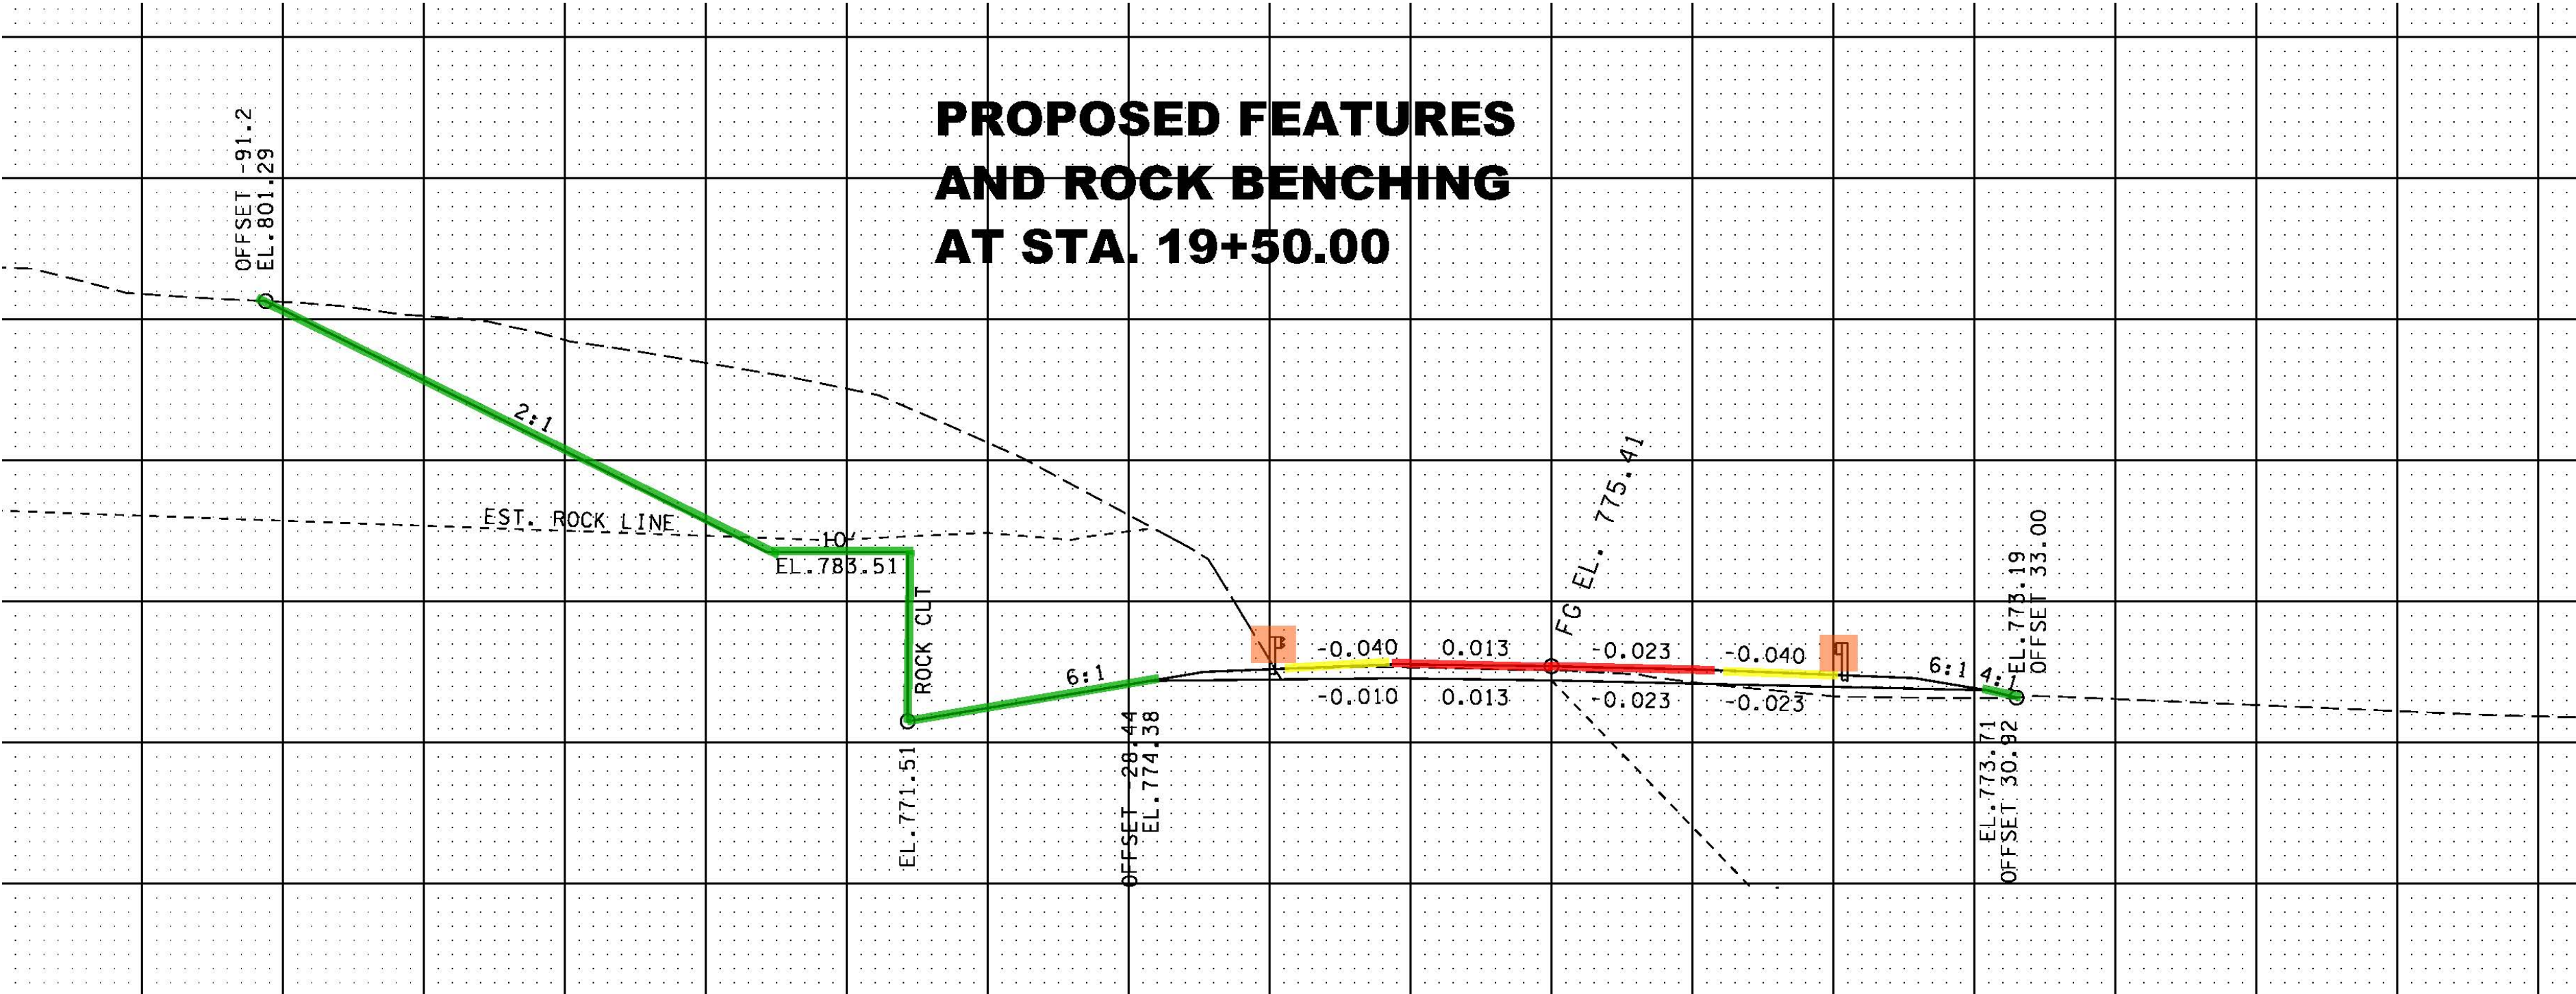 PROPOSED FEATURES
AND ROCK BENCHING
AT STA. 19+50.00
OFFSET -91.2
EL.801.29
2:1
EST. ROCK LINE
10'
EL.783.51
ROCK CUT
EL.771.51
6:1
OFFSET -28.44
EL.774.38
-0.040
0.013
-0.023
-0.040
-0.010
0.013
-0.023
-0.023
FG EL. 775.41
6:1
4:1
EL.773.19
OFFSET 33.00
EL.773.71
OFFSET 30.92